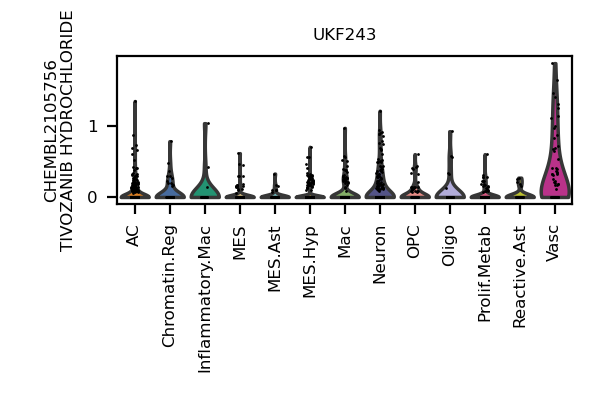 UKF243
CHEMBL2105756
TIVOZANIB HYDROCHLORIDE
1
0
AC
Chromatin.Reg
Inflammatory.Mac
MES
MES.Ast
MES.Hyp
Mac
Neuron
OPC
Oligo
Prolif.Metab
Reactive.Ast
Vasc